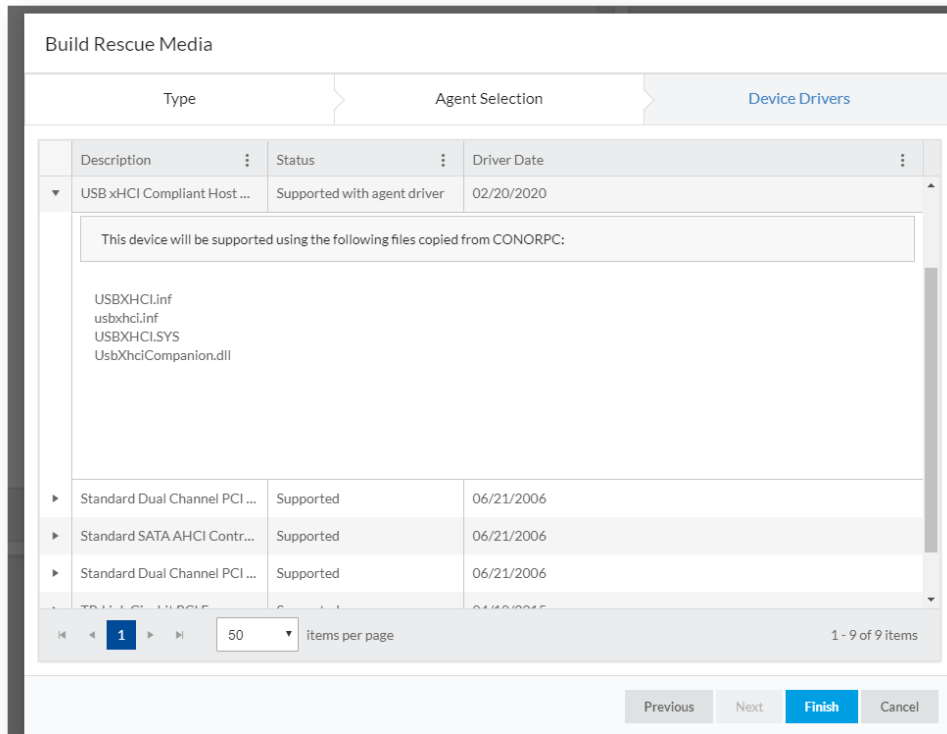 Build Rescue Media
Type
Agent Selection
Device Drivers
Description
Status
Driver Date
USB xHCI Compliant Host ...
Supported with agent driver
02/20/2020
This device will be supported using the following files copied from CONORPC:
USBXHCI.inf
usbxhci.inf
USBXHCI.SYS
UsbXhciCompanion.dll
Standard Dual Channel PCI ...
Supported
06/21/2006
Standard SATA AHCI Contr...
Supported
06/21/2006
Standard Dual Channel PCI ...
Supported
06/21/2006
1
50
items per page
1 - 9 of 9 items
Previous
Next
Finish
Cancel